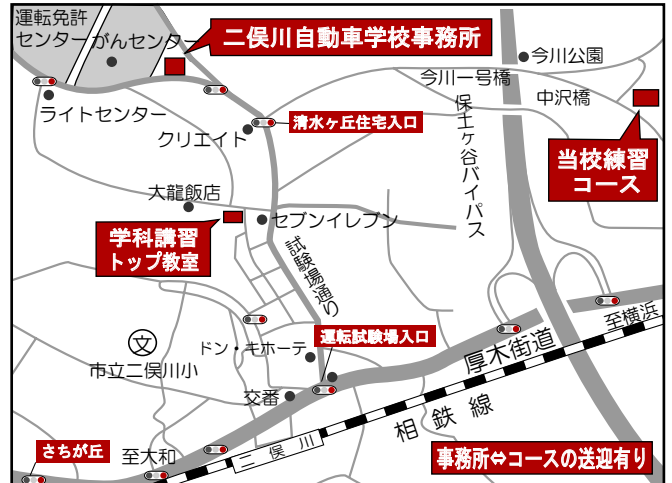 運転免許
センター
がんセンター
二俣川自動車学校事務所
今川公園
今川一号橋
中沢橋
ライトセンター
クリエイト
清水ヶ丘住宅入口
保土ヶ谷バイパス
当校練習
コース
大龍飯店
セブンイレブン
学科講習
トップ教室
試験場通り
至横浜
運転試験場入口
ドン・キホーテ
厚木街道
文
市立二俣川小
交番
相鉄線
さちが丘
至大和
二俣川
事務所⇔コースの送迎有り